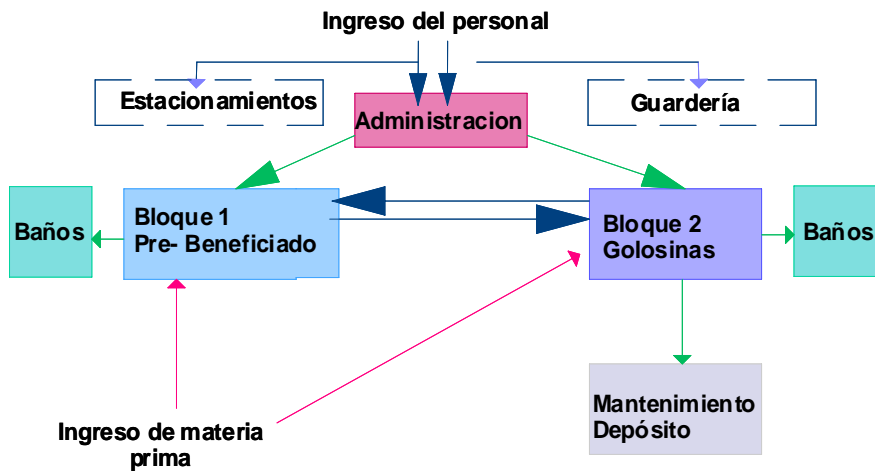 Ingreso del personal
Estacionamientos
Guardería
Administracion
Baños
Bloque 1
Pre- Beneficiado
Bloque 2
Golosinas
Baños
Mantenimiento
Depósito
Ingreso de materia
prima